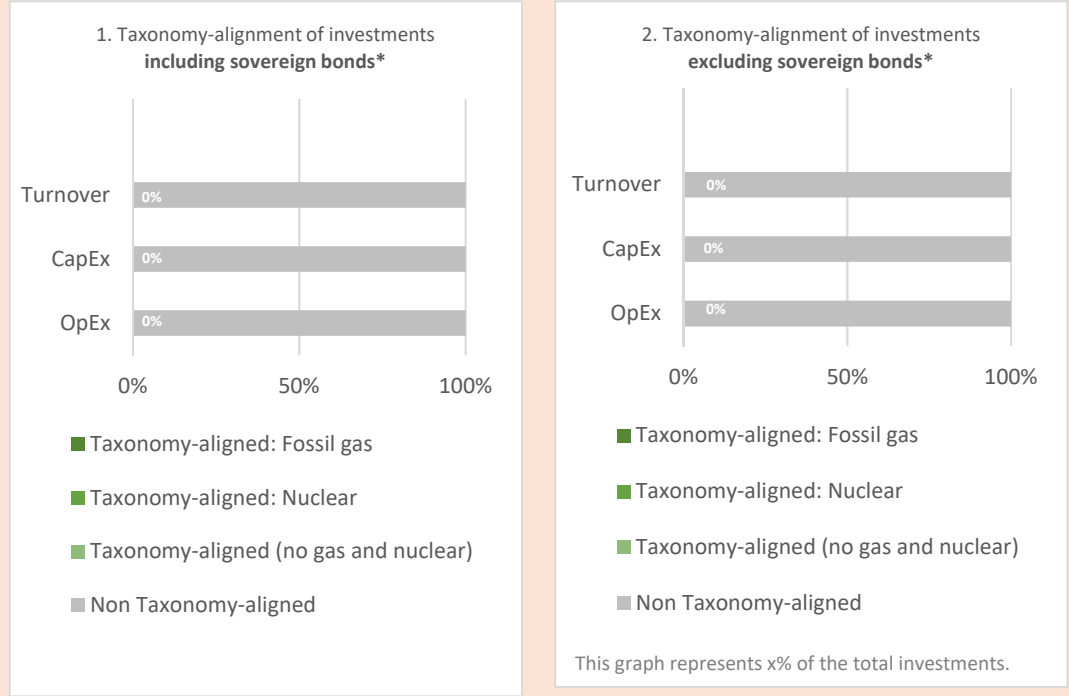 1. Taxonomy-alignment of investments
including sovereign bonds*
Turnover
0%
CapEx
0%
OpEx
0%
0%
50%
100%
Taxonomy-aligned: Fossil gas
Taxonomy-aligned: Nuclear
Taxonomy-aligned (no gas and nuclear)
Non Taxonomy-aligned
2. Taxonomy-alignment of investments
excluding sovereign bonds*
Turnover
0%
CapEx
0%
OpEx
0%
0%
50%
100%
Taxonomy-aligned: Fossil gas
Taxonomy-aligned: Nuclear
Taxonomy-aligned (no gas and nuclear)
Non Taxonomy-aligned
This graph represents x% of the total investments.